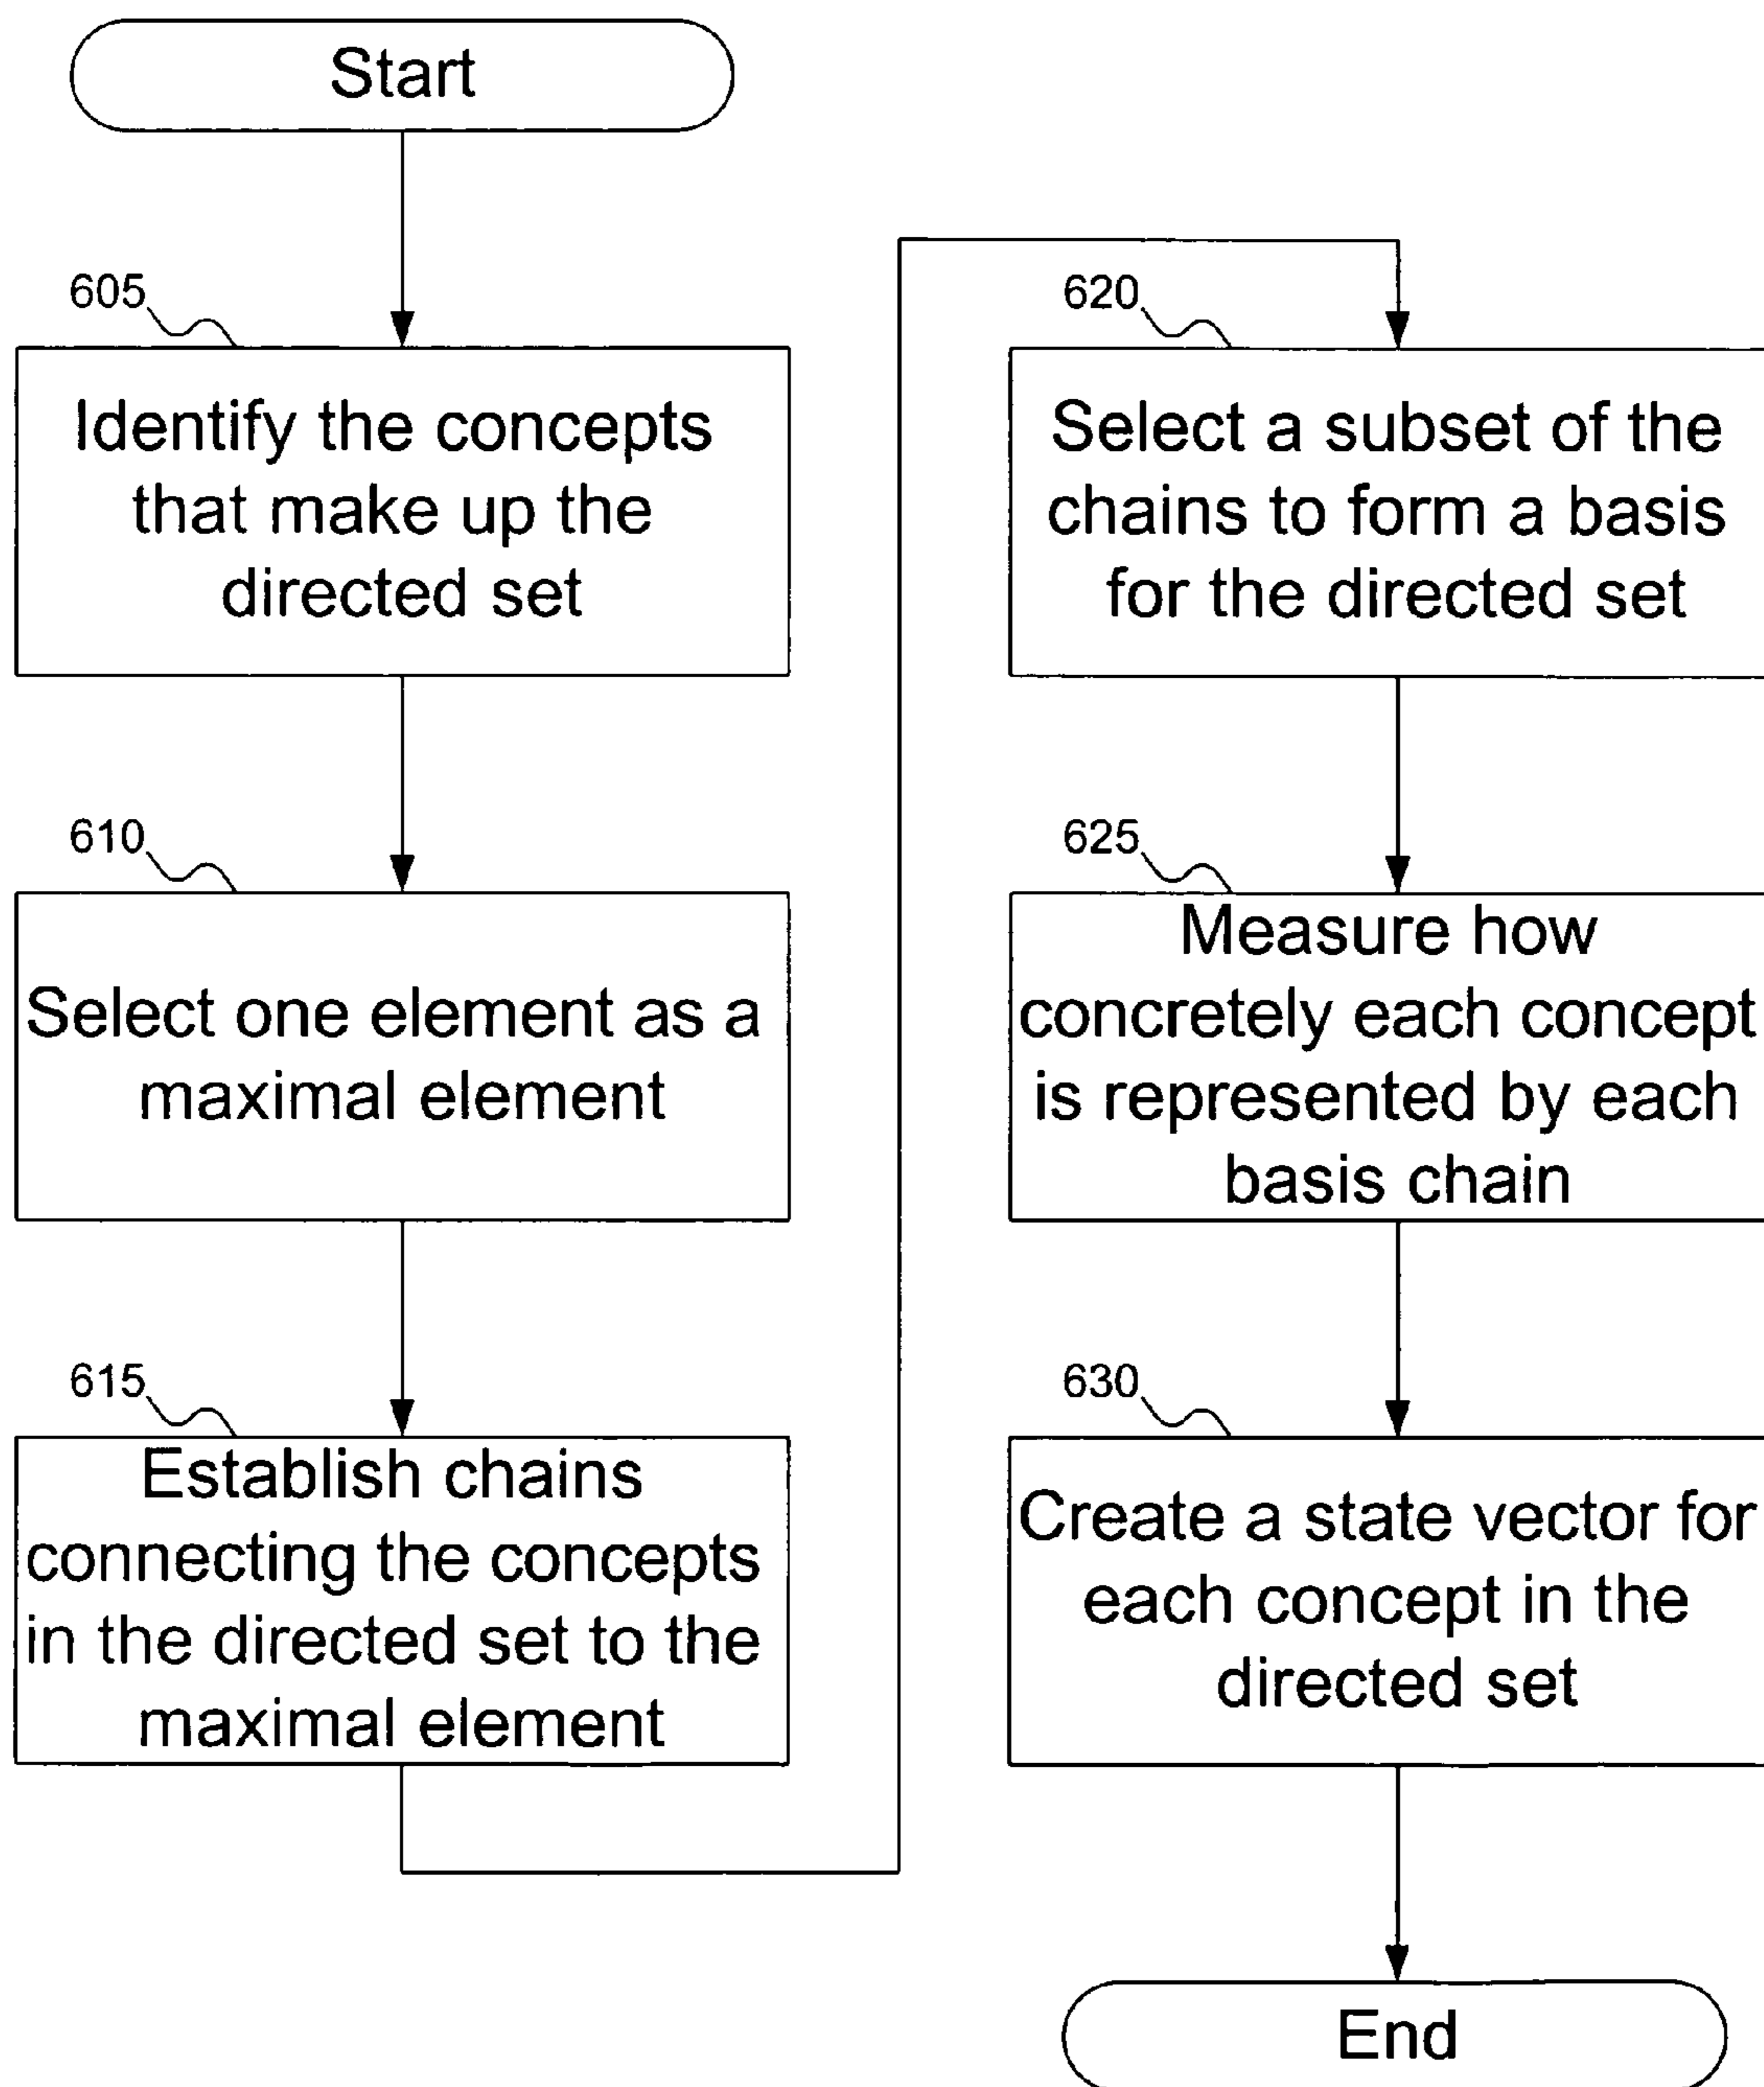 Start
605
Identify the concepts
that make up the
directed set
610
Select one element as a
maximal element
615
Establish chains
connecting the concepts
in the directed set to the
maximal element
620
Select a subset of the
chains to form a basis
for the directed set
625
Measure how
concretely each concept
is represented by each
basis chain
630
Create a state vector for
each concept in the
directed set
End